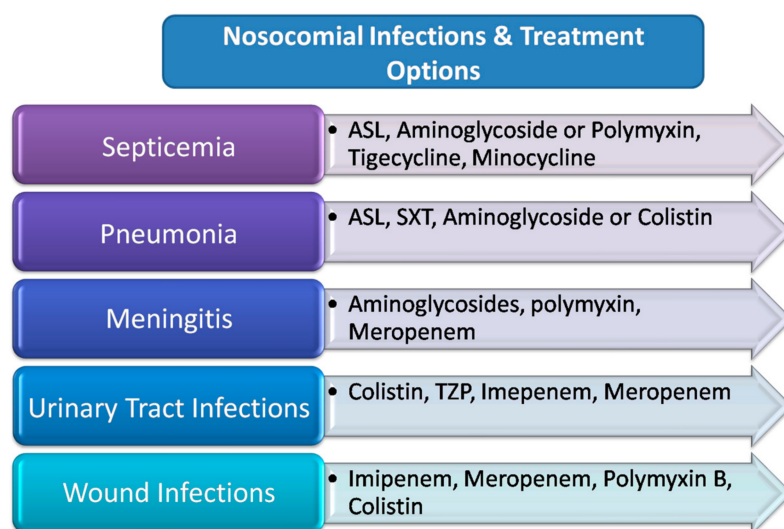 Nosocomial Infections & Treatment
Options
Septicemia
• ASL, Aminoglycoside or Polymyxin,
Tigecycline, Minocycline
Pneumonia
• ASL, SXT, Aminoglycoside or Colistin
Meningitis
• Aminoglycosides, polymyxin,
Meropenem
Urinary Tract Infections
• Colistin, TZP, Imepenem, Meropenem
Wound Infections
• Imipenem, Meropenem, Polymyxin B,
Colistin